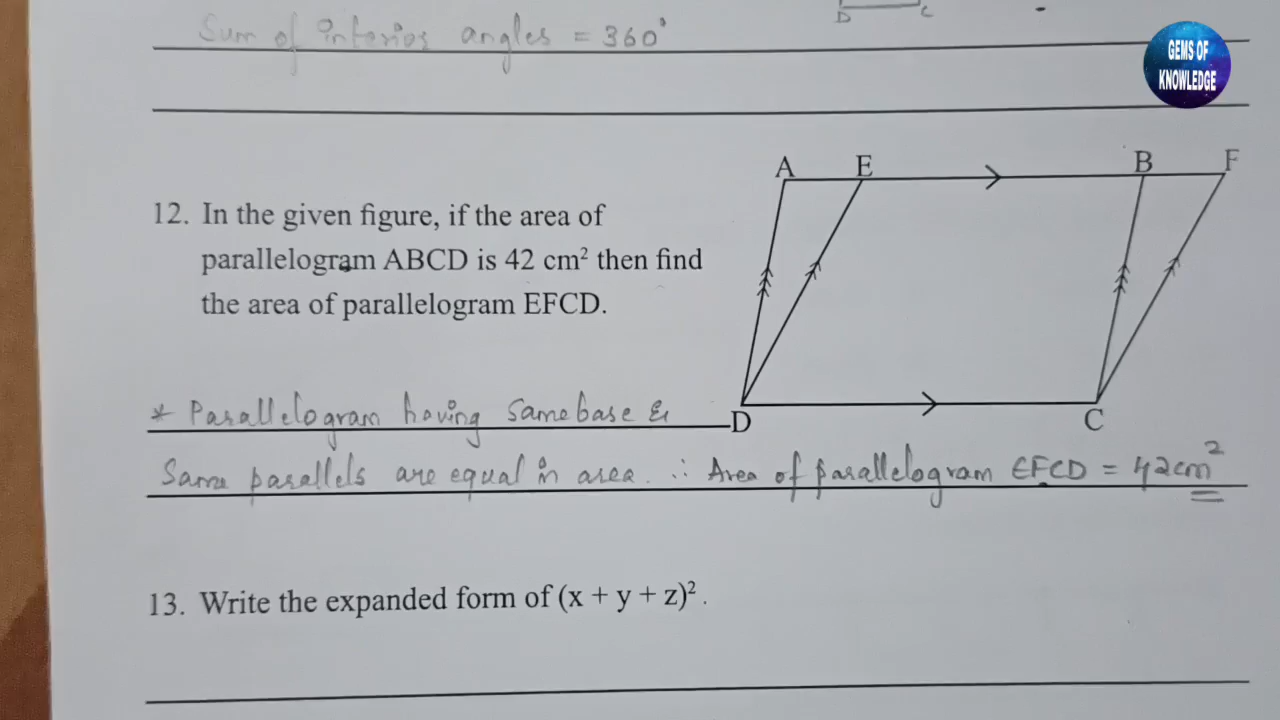 D C
Sum of interior angles = 360°
GEMS OF
KNOWLEDGE
A E B F
12. In the given figure, if the area of
parallelogram ABCD is 42 cm² then find
the area of parallelogram EFCD.
D C
* Parallelogram having same base &
Same parallels are equal in area. ∴ Area of parallelogram EFCD = 42cm²
13. Write the expanded form of (x + y + z)² .